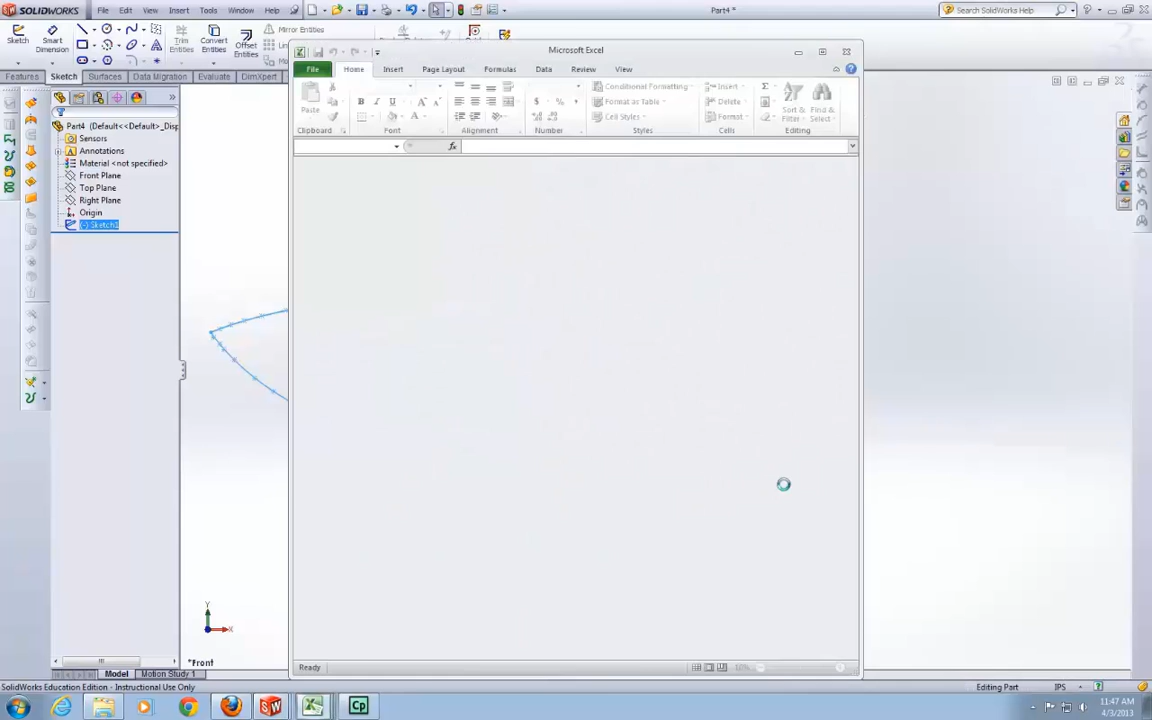 SOLIDWORKS File Edit View Insert Tools Window Help Part4 * Search SolidWorks Help
Sketch Smart Dimension Trim Entities Convert Entities Offset Entities Mirror Entities
Features Sketch Surfaces Data Migration Evaluate DimXpert
Microsoft Excel
File Home Insert Page Layout Formulas Data Review View
Paste B I U A A $ % , Conditional Formatting Format as Table Cell Styles Insert Delete Format Σ Sort & Filter Find & Select
Clipboard Font Alignment Number Styles Cells Editing
fx
Part4 (Default<<Default>_Disp
Sensors
Annotations
Material <not specified>
Front Plane
Top Plane
Right Plane
Origin
(-) Sketch1
Y
X
*Front
Ready 10%
Model Motion Study 1
SolidWorks Education Edition - Instructional Use Only Editing Part IPS
SW Cp 11:47 AM
4/3/2013